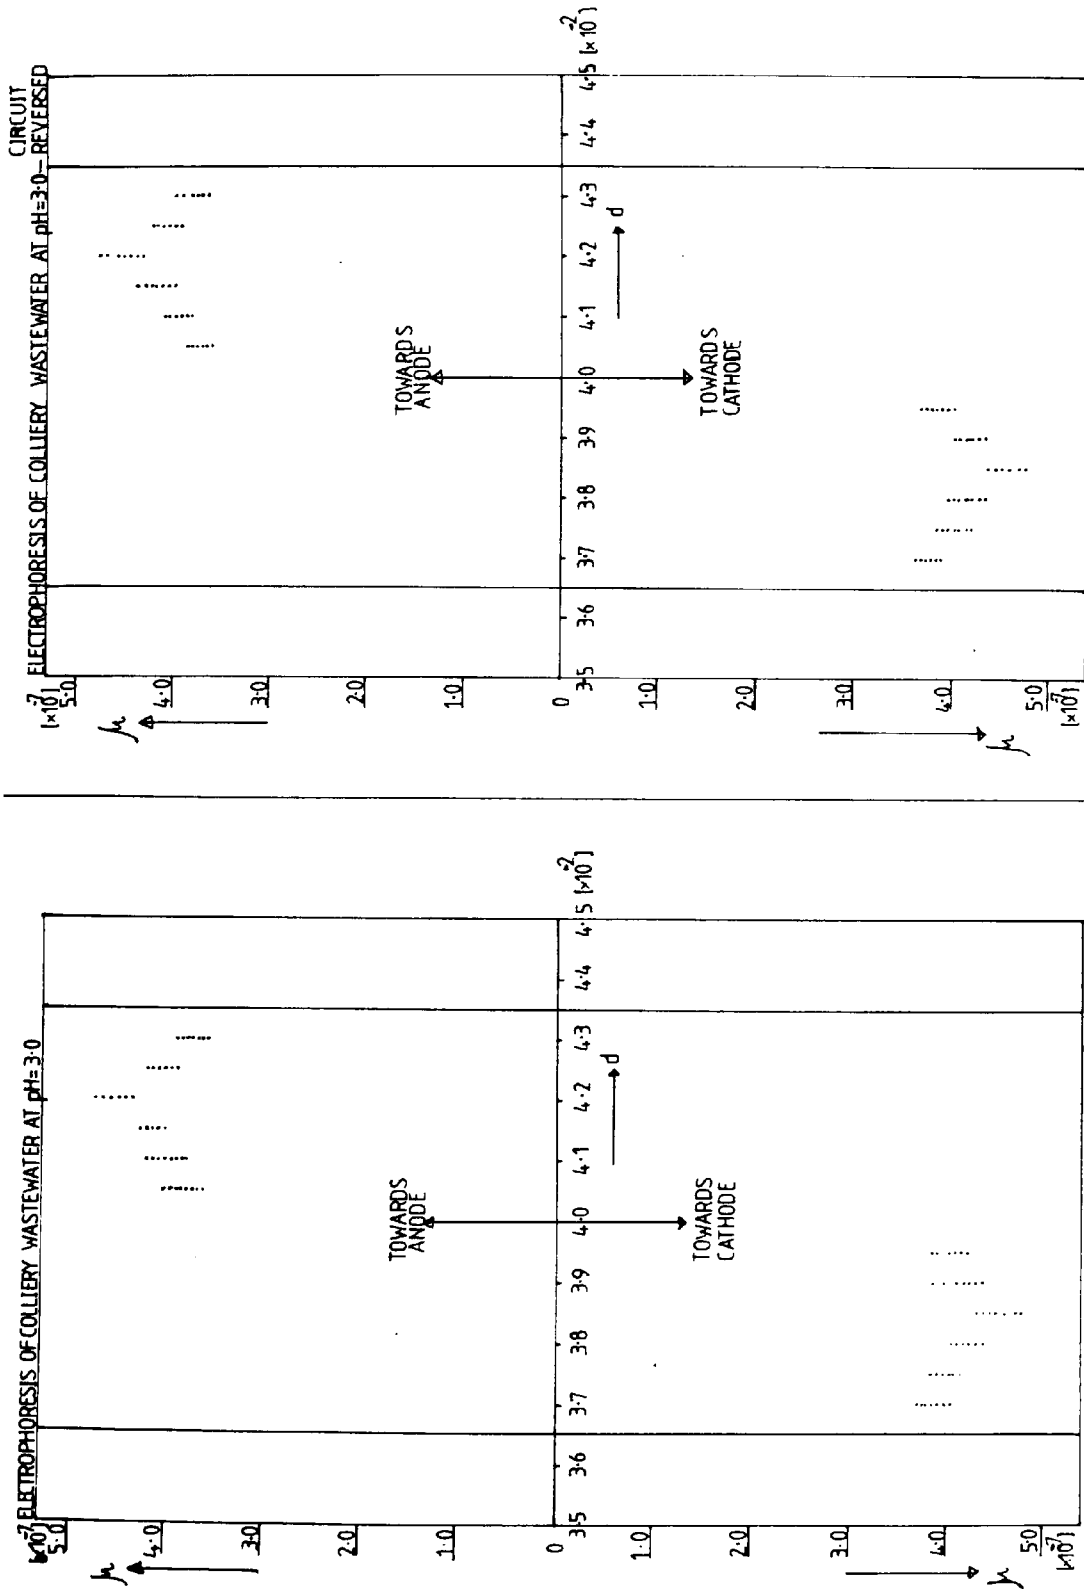 ELECTROPHORESIS OF COLLIERY WASTEWATER AT pH=3·0
[×10⁻⁷]
5·0
4·0
3·0
2·0
1·0
0
1·0
2·0
3·0
4·0
5·0
[×10⁻⁷]
μ
μ
TOWARDS
ANODE
TOWARDS
CATHODE
d
3·5 3·6 3·7 3·8 3·9 4·0 4·1 4·2 4·3 4·4 4·5 [×10⁻²]
CIRCUIT
ELECTROPHORESIS OF COLLIERY WASTEWATER AT pH=3·0 – REVERSED
[×10⁻⁷]
5·0
4·0
3·0
2·0
1·0
0
1·0
2·0
3·0
4·0
5·0
[×10⁻⁷]
μ
μ
TOWARDS
ANODE
TOWARDS
CATHODE
d
3·5 3·6 3·7 3·8 3·9 4·0 4·1 4·2 4·3 4·4 4·5 [×10⁻²]